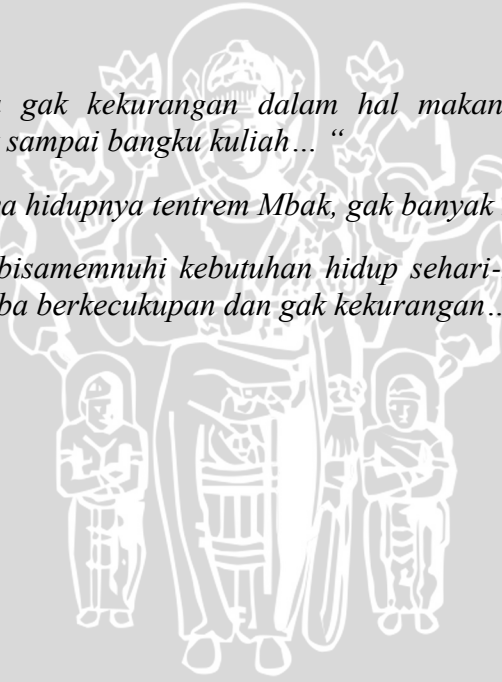 gak kekurangan dalam hal makan
sampai bangku kuliah… “
hidupnya tentrem Mbak, gak banyak
bisamemnuhi kebutuhan hidup sehari-
ba berkecukupan dan gak kekurangan…